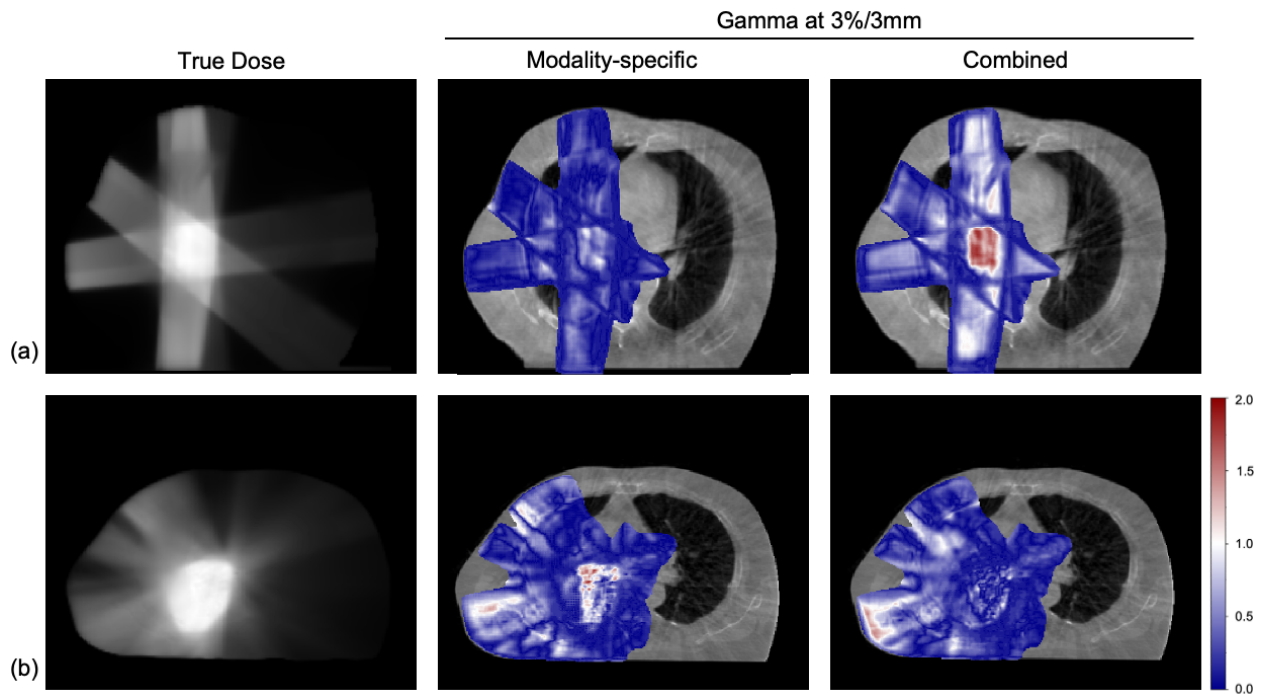 Gamma at 3%/3mm
True Dose
Modality-specific
Combined
(a)
(b)
2.0
1.5
1.0
0.5
0.0